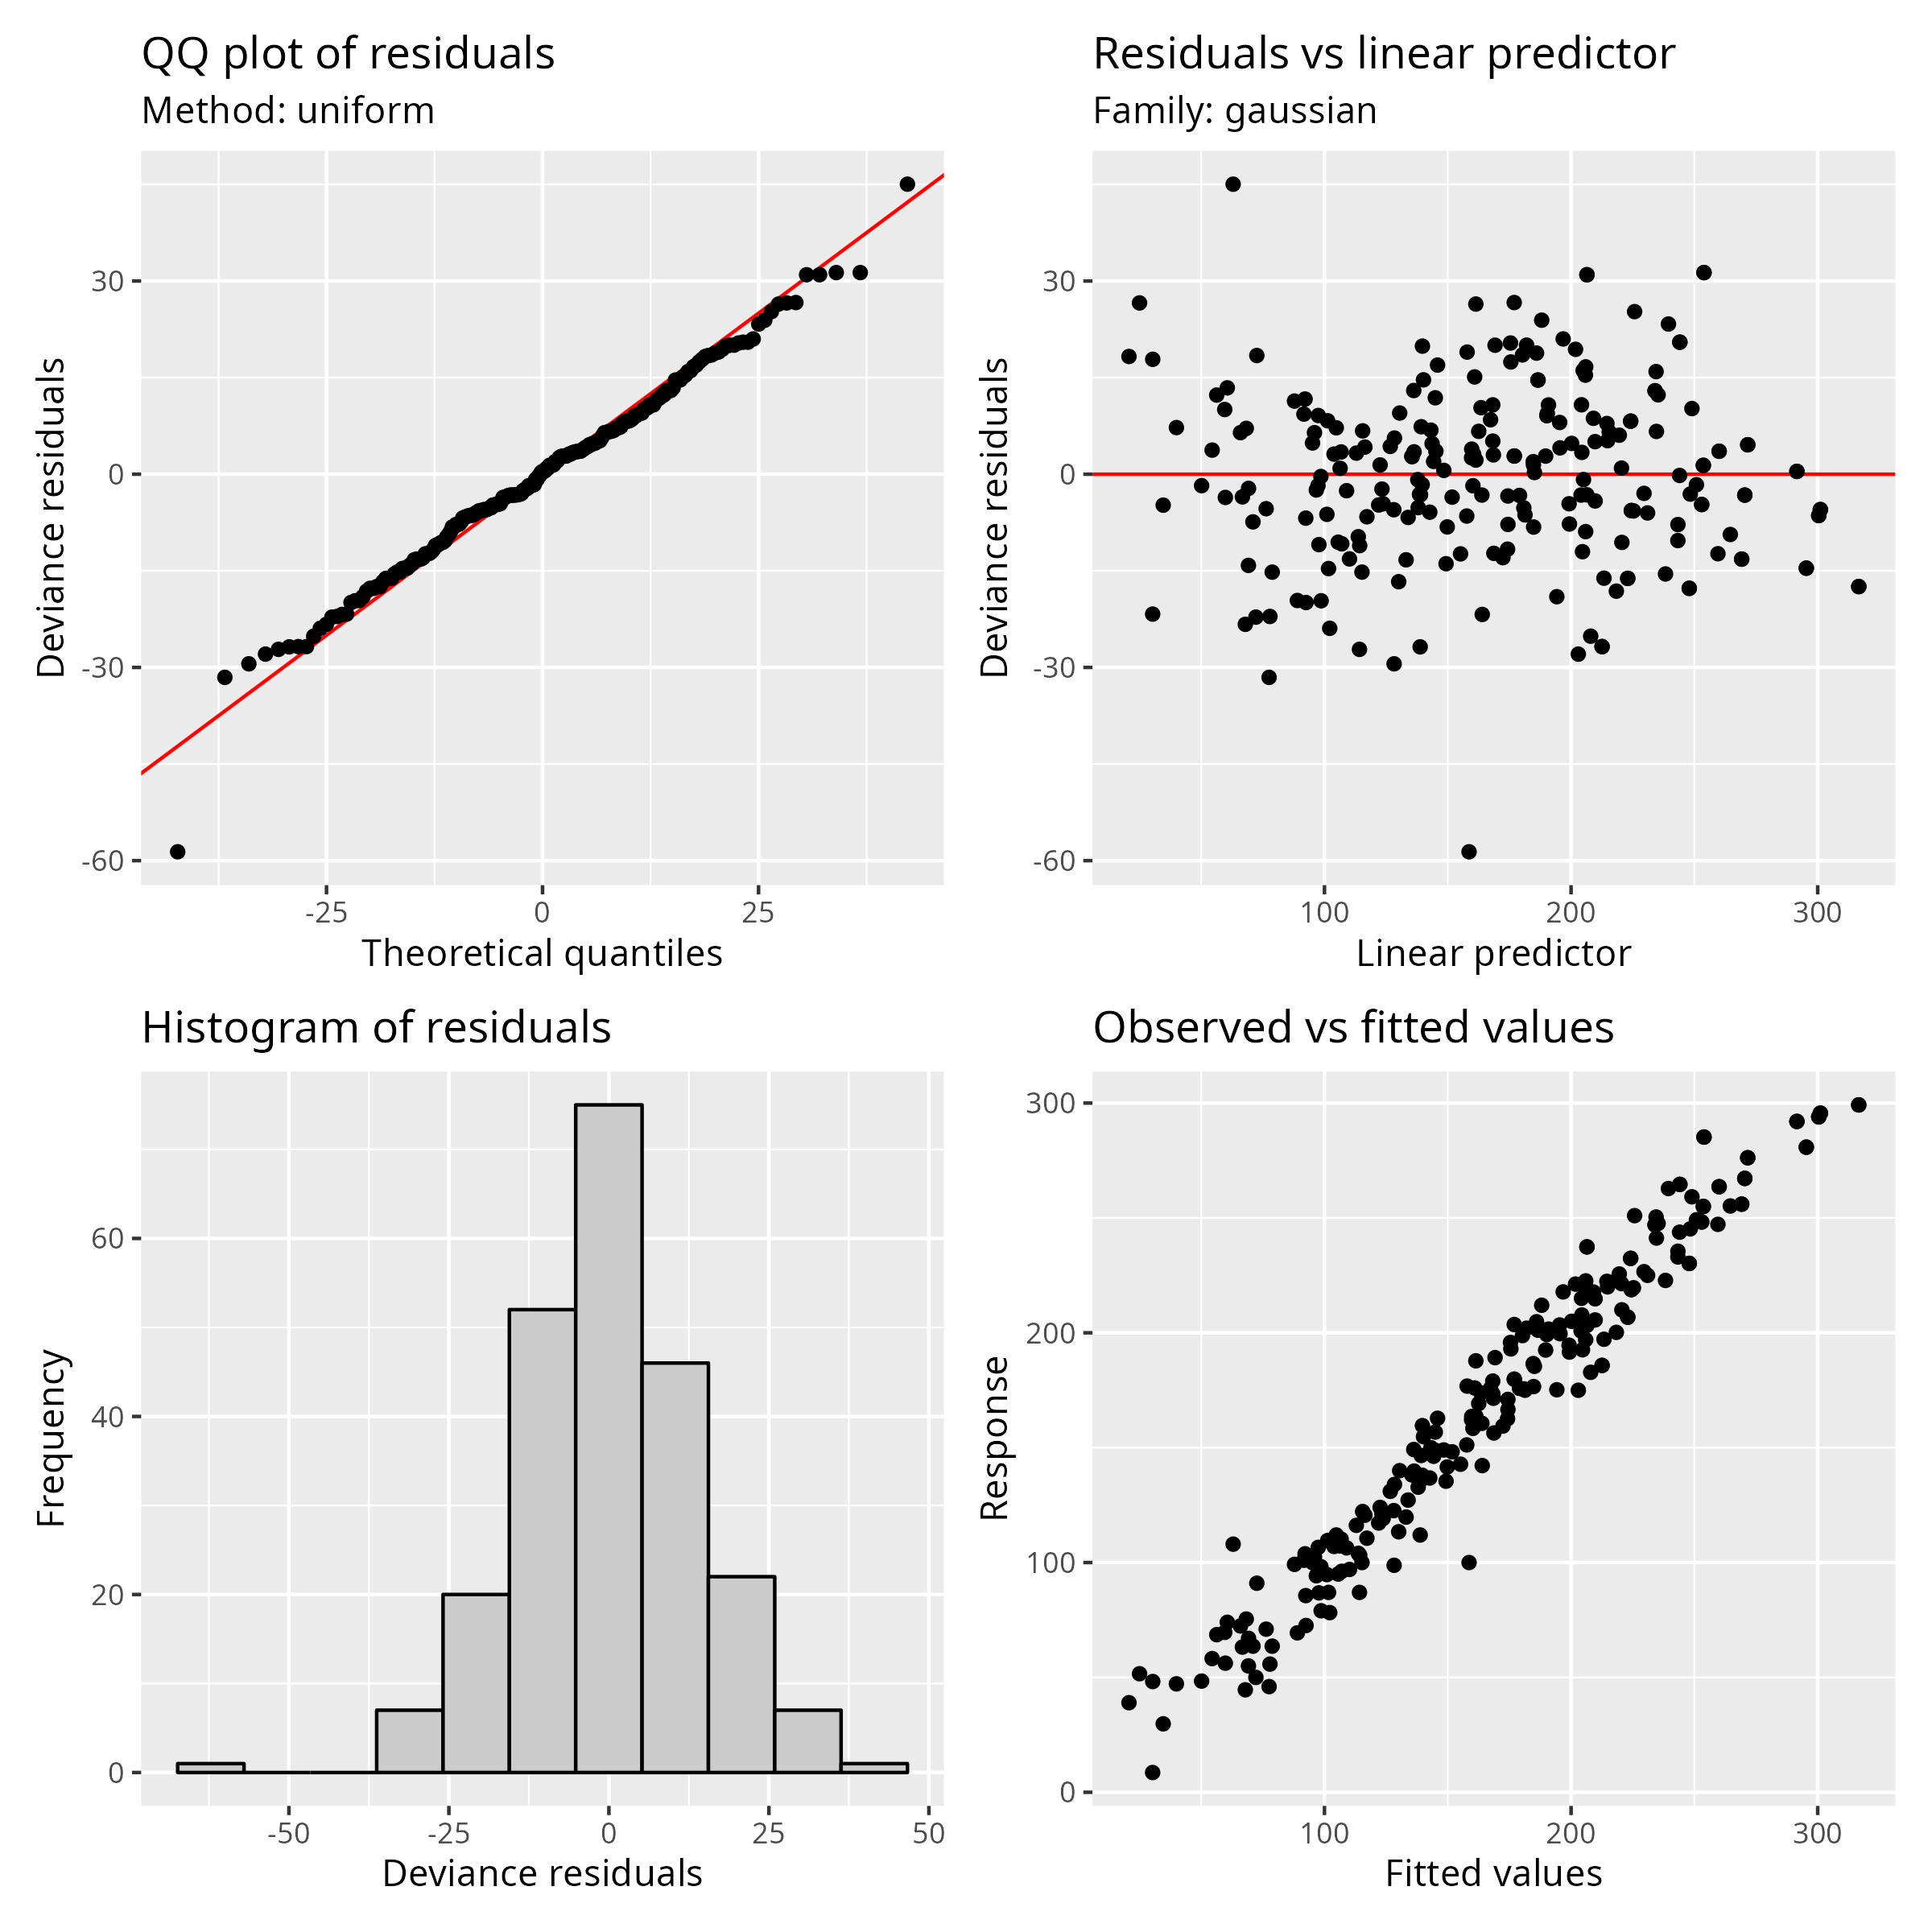 QQ plot of residuals
Method: uniform
Deviance residuals
30
0
-30
-60
-25
0
25
Theoretical quantiles
Residuals vs linear predictor
Family: gaussian
Deviance residuals
30
0
-30
-60
100
200
300
Linear predictor
Histogram of residuals
Frequency
60
40
20
0
-50
-25
0
25
50
Deviance residuals
Observed vs fitted values
Response
300
200
100
0
100
200
300
Fitted values